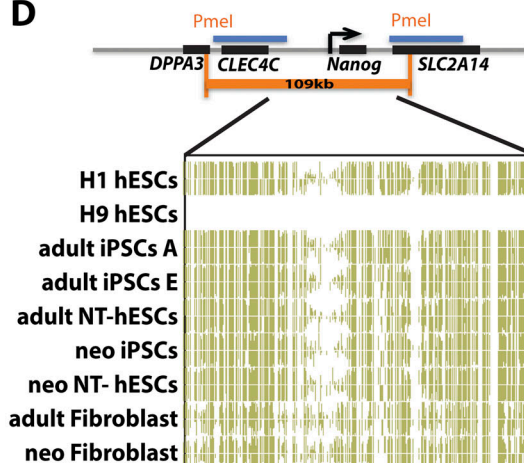 D
PmeI PmeI
DPPA3 CLEC4C Nanog SLC2A14
109kb
H1 hESCs
H9 hESCs
adult iPSCs A
adult iPSCs E
adult NT-hESCs
neo iPSCs
neo NT- hESCs
adult Fibroblast
neo Fibroblast